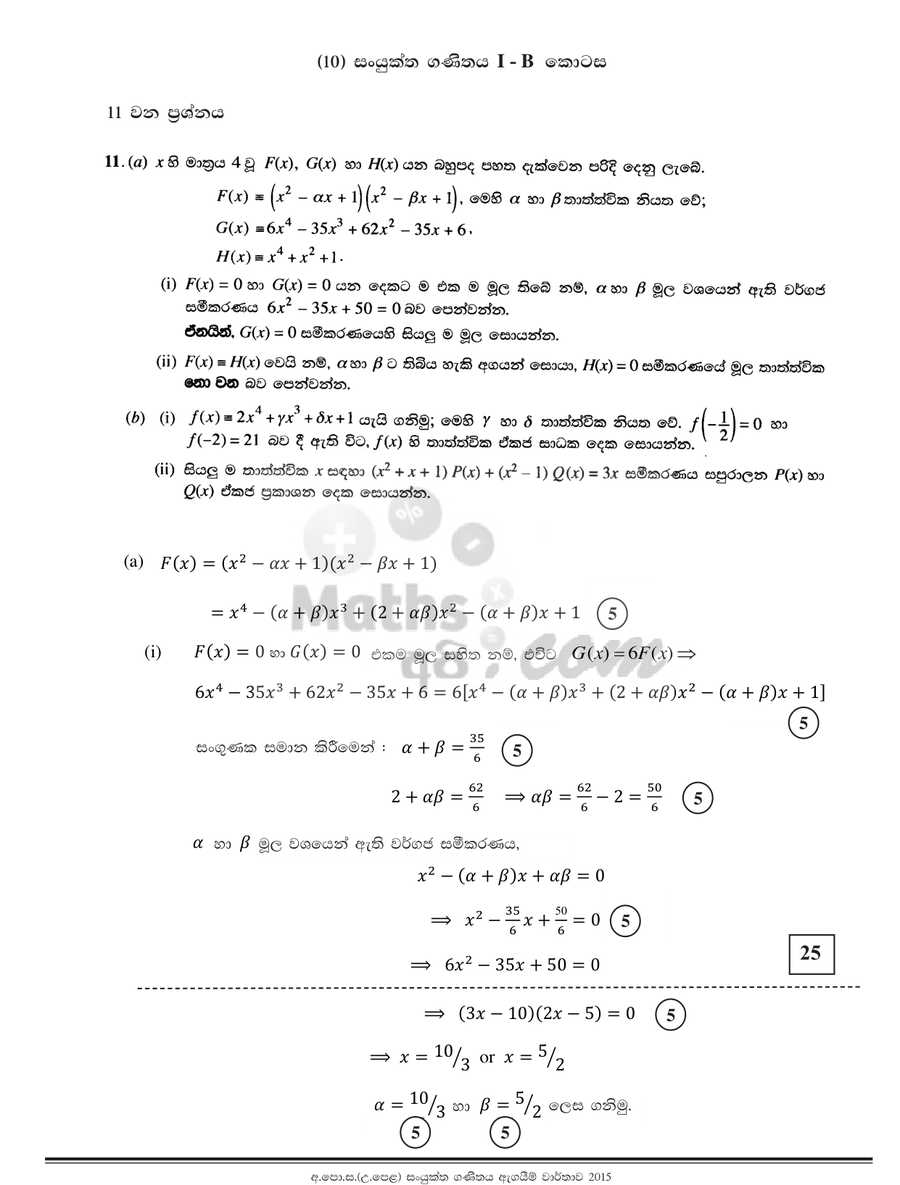 (10) සංයුක්ත ගණිතය I - B කොටස
11 වන ප්‍රශ්නය
11.(a) x හි මාත්‍රය 4 වූ F(x), G(x) හා H(x) යන බහුපද පහත දැක්වෙන පරිදි දෙනු ලැබේ.
F(x) ≡ (x² − αx + 1)(x² − βx + 1), මෙහි α හා β තාත්ත්වික නියත වේ;
G(x) ≡ 6x⁴ − 35x³ + 62x² − 35x + 6,
H(x) ≡ x⁴ + x² + 1.
(i) F(x) = 0 හා G(x) = 0 යන දෙකට ම එක ම මූල තිබේ නම්, α හා β මූල වශයෙන් ඇති වර්ගජ
සමීකරණය 6x² − 35x + 50 = 0 බව පෙන්වන්න.
ඒනයින්, G(x) = 0 සමීකරණයෙහි සියලු ම මූල සොයන්න.
(ii) F(x) ≡ H(x) වෙයි නම්, α හා β ට තිබිය හැකි අගයන් සොයා, H(x) = 0 සමීකරණයේ මූල තාත්ත්වික
නො වන බව පෙන්වන්න.
(b) (i) f(x) ≡ 2x⁴ + γx³ + δx + 1 යැයි ගනිමු; මෙහි γ හා δ තාත්ත්වික නියත වේ. f(−1/2) = 0 හා
f(−2) = 21 බව දී ඇති විට, f(x) හි තාත්ත්වික ඒකජ සාධක දෙක සොයන්න.
(ii) සියලු ම තාත්ත්වික x සඳහා (x² + x + 1) P(x) + (x² − 1) Q(x) = 3x සමීකරණය සපුරාලන P(x) හා
Q(x) ඒකජ ප්‍රකාශන දෙක සොයන්න.
(a) F(x) = (x² − αx + 1)(x² − βx + 1)
= x⁴ − (α + β)x³ + (2 + αβ)x² − (α + β)x + 1 5
(i) F(x) = 0 හා G(x) = 0 එකම මූල සහිත නම්, එවිට G(x) = 6F(x) ⇒
6x⁴ − 35x³ + 62x² − 35x + 6 = 6[x⁴ − (α + β)x³ + (2 + αβ)x² − (α + β)x + 1]
5
සංගුණක සමාන කිරීමෙන් : α + β = 35/6 5
2 + αβ = 62/6 ⇒ αβ = 62/6 − 2 = 50/6 5
α හා β මූල වශයෙන් ඇති වර්ගජ සමීකරණය,
x² − (α + β)x + αβ = 0
⇒ x² − 35/6 x + 50/6 = 0 5
⇒ 6x² − 35x + 50 = 0 25
⇒ (3x − 10)(2x − 5) = 0 5
⇒ x = 10/3 or x = 5/2
α = 10/3 හා β = 5/2 ලෙස ගනිමු.
5 5
අ.පො.ස.(උ.පෙළ) සංයුක්ත ගණිතය ඇගයීම් වාර්තාව 2015
Maths
අපි.com